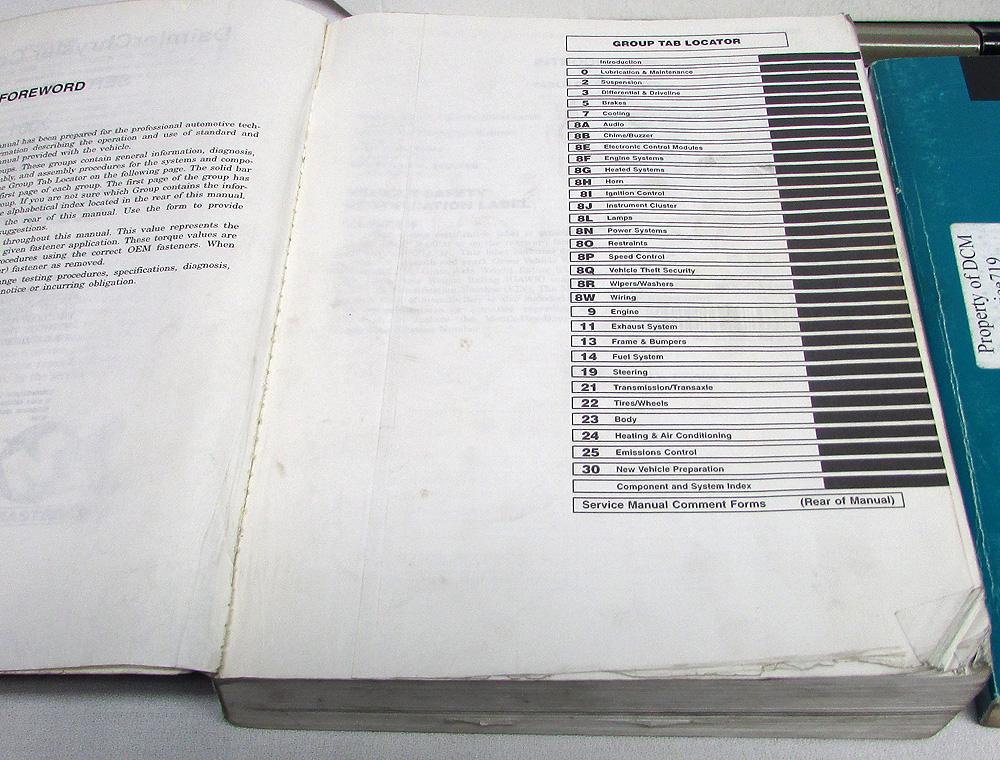 FOREWORD
nual has been prepared for the professional automotive tech-
mation describing the operation and use of standard and
nual provided with the vehicle.
ups. These groups contain general information, diagnosis,
bly, and assembly procedures for the systems and compo-
e Group Tab Locator on the following page. The solid bar
first page of each group. The first page of the group has
oup. If you are not sure which Group contains the infor-
e alphabetical index located in the rear of this manual.
the rear of this manual. Use the form to provide
uggestions.
throughout this manual. This value represents the
given fastener application. These torque values are
ocedures using the correct OEM fasteners. When
r) fastener as removed.
nge testing procedures, specifications, diagnosis,
notice or incurring obligation.
GROUP TAB LOCATOR
Introduction
0 Lubrication & Maintenance
2 Suspension
3 Differential & Driveline
5 Brakes
7 Cooling
8A Audio
8B Chime/Buzzer
8E Electronic Control Modules
8F Engine Systems
8G Heated Systems
8H Horn
8I Ignition Control
8J Instrument Cluster
8L Lamps
8N Power Systems
8O Restraints
8P Speed Control
8Q Vehicle Theft Security
8R Wipers/Washers
8W Wiring
9 Engine
11 Exhaust System
13 Frame & Bumpers
14 Fuel System
19 Steering
21 Transmission/Transaxle
22 Tires/Wheels
23 Body
24 Heating & Air Conditioning
25 Emissions Control
30 New Vehicle Preparation
Component and System Index
Service Manual Comment Forms (Rear of Manual)
Property of DCM